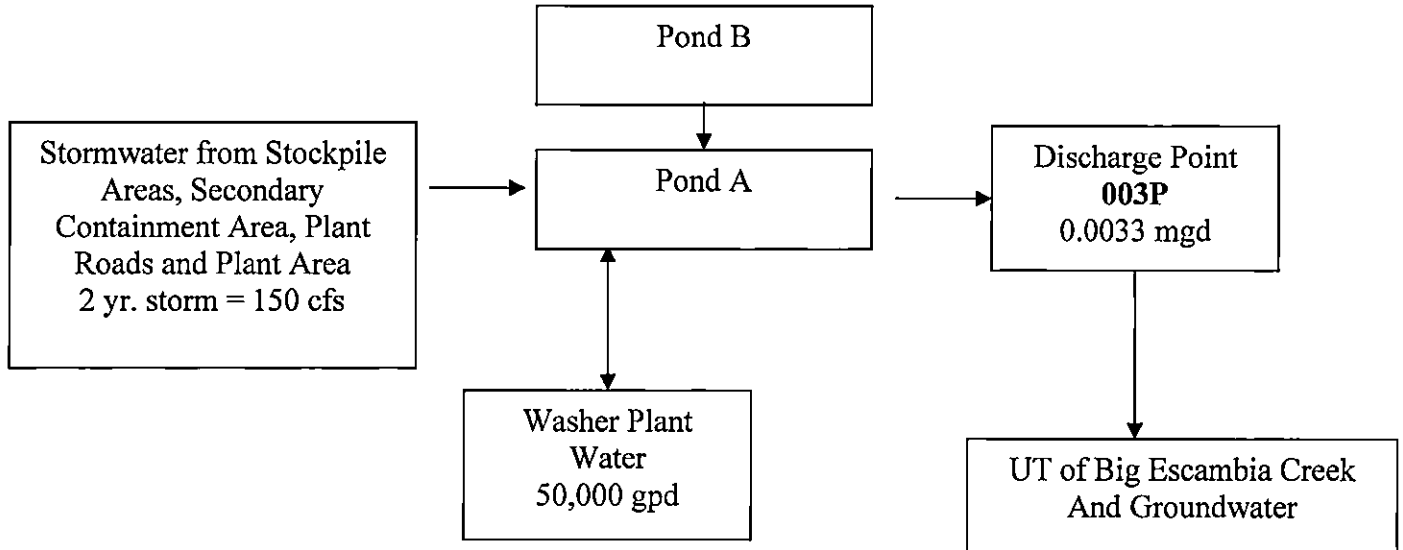 Pond B
Stormwater from Stockpile
Areas, Secondary
Containment Area, Plant
Roads and Plant Area
2 yr. storm = 150 cfs
Pond A
Discharge Point
003P
0.0033 mgd
Washer Plant
Water
50,000 gpd
UT of Big Escambia Creek
And Groundwater